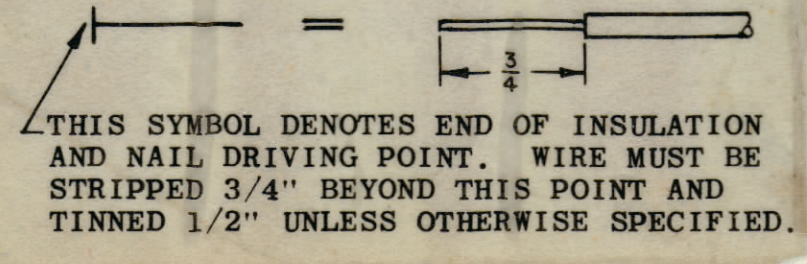 =
3/4
THIS SYMBOL DENOTES END OF INSULATION
AND NAIL DRIVING POINT. WIRE MUST BE
STRIPPED 3/4" BEYOND THIS POINT AND
TINNED 1/2" UNLESS OTHERWISE SPECIFIED.